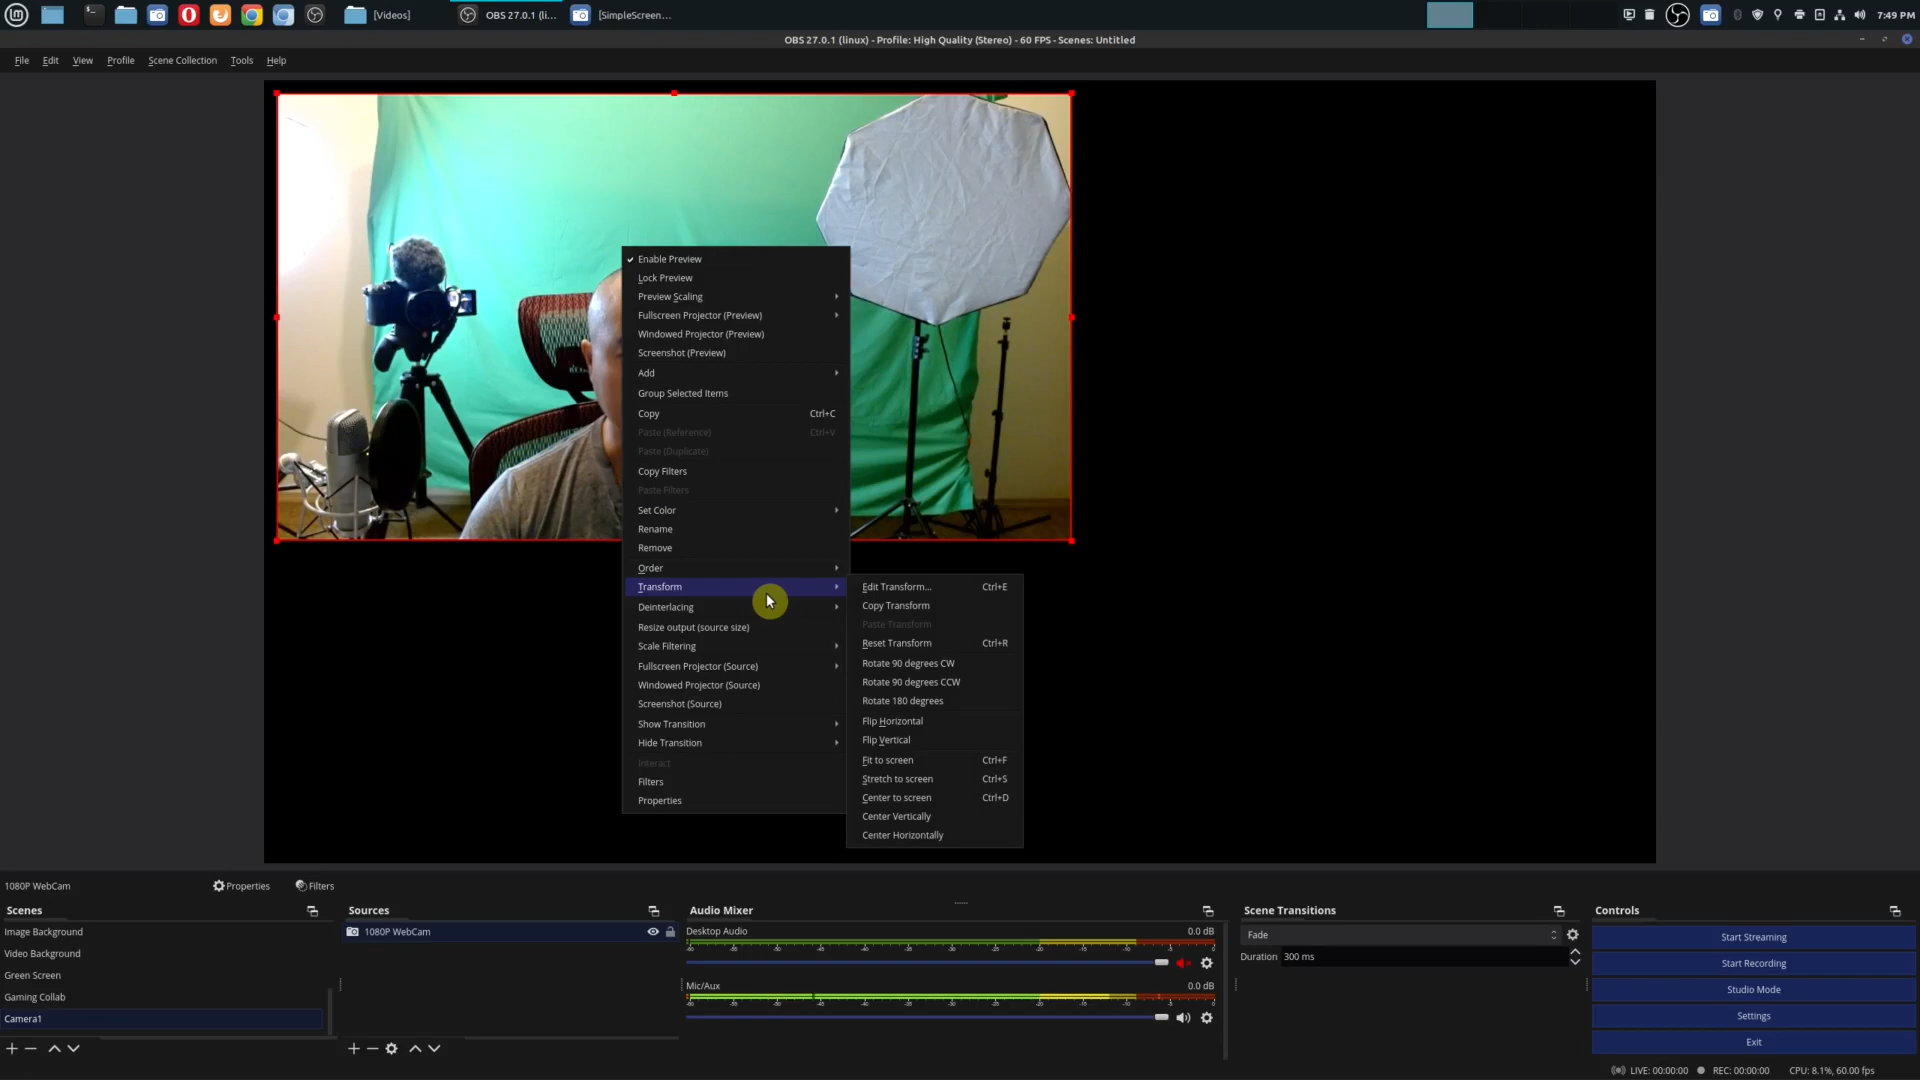 [Videos]
OBS 27.0.1 (li...
[SimpleScreen...
7:49 PM
OBS 27.0.1 (linux) - Profile: High Quality (Stereo) - 60 FPS - Scenes: Untitled
File Edit View Profile Scene Collection Tools Help
Enable Preview
Lock Preview
Preview Scaling
Fullscreen Projector (Preview)
Windowed Projector (Preview)
Screenshot (Preview)
Add
Group Selected Items
Copy Ctrl+C
Paste (Reference) Ctrl+V
Paste (Duplicate)
Copy Filters
Paste Filters
Set Color
Rename
Remove
Order
Transform
Deinterlacing
Resize output (source size)
Scale Filtering
Fullscreen Projector (Source)
Windowed Projector (Source)
Screenshot (Source)
Show Transition
Hide Transition
Interact
Filters
Properties
Edit Transform... Ctrl+E
Copy Transform
Paste Transform
Reset Transform Ctrl+R
Rotate 90 degrees CW
Rotate 90 degrees CCW
Rotate 180 degrees
Flip Horizontal
Flip Vertical
Fit to screen Ctrl+F
Stretch to screen Ctrl+S
Center to screen Ctrl+D
Center Vertically
Center Horizontally
1080P WebCam Properties Filters
Scenes
Image Background
Video Background
Green Screen
Gaming Collab
Camera1
Sources
1080P WebCam
Audio Mixer
Desktop Audio 0.0 dB
Mic/Aux 0.0 dB
Scene Transitions
Fade
Duration 300 ms
Controls
Start Streaming
Start Recording
Studio Mode
Settings
Exit
LIVE: 00:00:00 REC: 00:00:00 CPU: 8.1%, 60.00 fps